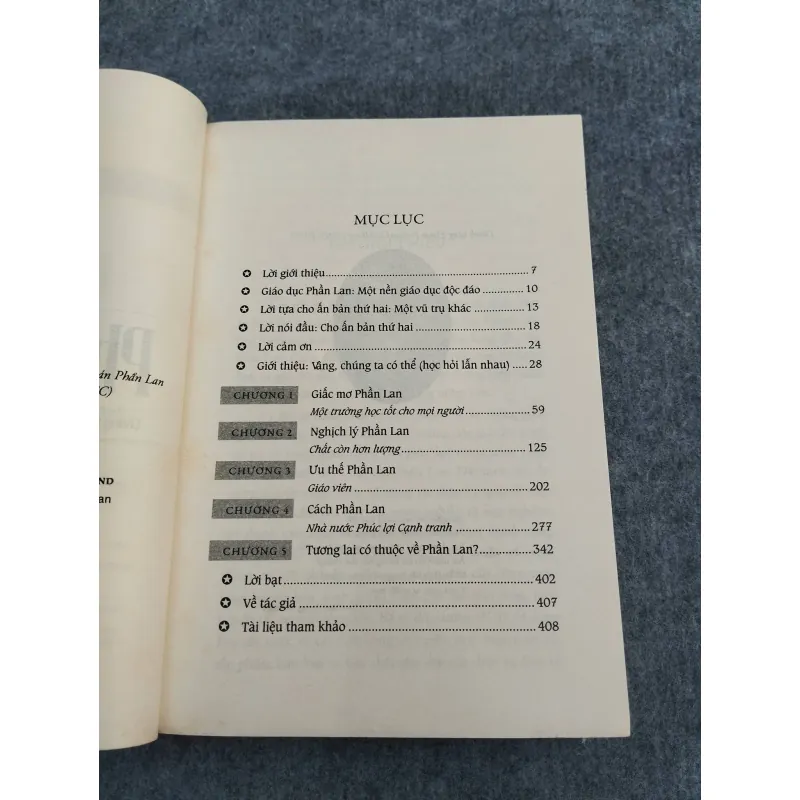 Ph
án Phần Lan
C)
ND
an
MỤC LỤC
✪ Lời giới thiệu 7
✪ Giáo dục Phần Lan: Một nền giáo dục độc đáo 10
✪ Lời tựa cho ấn bản thứ hai: Một vũ trụ khác 13
✪ Lời nói đầu: Cho ấn bản thứ hai 18
✪ Lời cảm ơn 24
✪ Giới thiệu: Vâng, chúng ta có thể (học hỏi lẫn nhau) 28
CHƯƠNG 1 Giấc mơ Phần Lan
Một trường học tốt cho mọi người 59
CHƯƠNG 2 Nghịch lý Phần Lan
Chất còn hơn lượng 125
CHƯƠNG 3 Ưu thế Phần Lan
Giáo viên 202
CHƯƠNG 4 Cách Phần Lan
Nhà nước Phúc lợi Cạnh tranh 277
CHƯƠNG 5 Tương lai có thuộc về Phần Lan? 342
✪ Lời bạt 402
✪ Về tác giả 407
✪ Tài liệu tham khảo 408